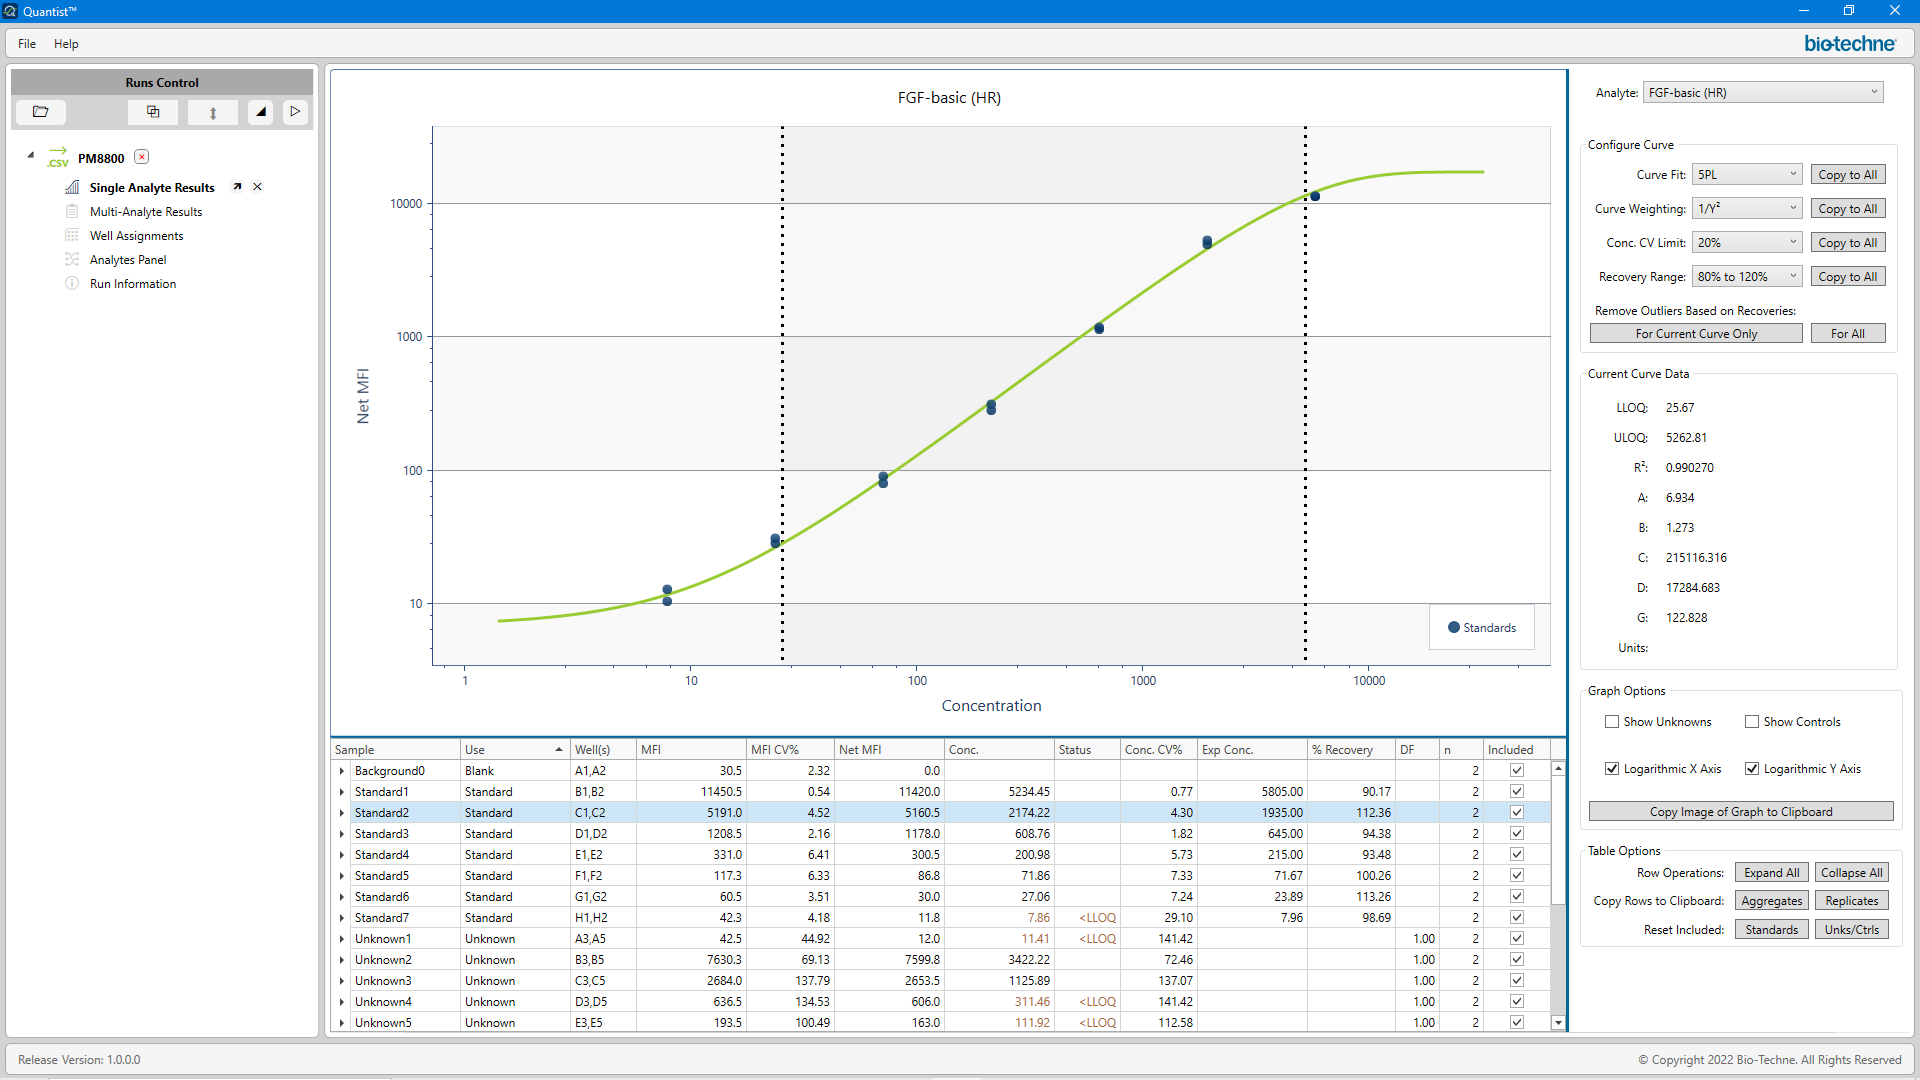 Quantist™
File Help
bio-techne
Runs Control
.CSV PM8800
Single Analyte Results
Multi-Analyte Results
Well Assignments
Analytes Panel
Run Information
FGF-basic (HR)
Net MFI
10000
1000
100
10
Standards
1 10 100 1000 10000
Concentration
Sample Use Well(s) MFI MFI CV% Net MFI Conc. Status Conc. CV% Exp Conc. % Recovery DF n Included
Background0 Blank A1,A2 30.5 2.32 0.0 2
Standard1 Standard B1,B2 11450.5 0.54 11420.0 5234.45 0.77 5805.00 90.17 2
Standard2 Standard C1,C2 5191.0 4.52 5160.5 2174.22 4.30 1935.00 112.36 2
Standard3 Standard D1,D2 1208.5 2.16 1178.0 608.76 1.82 645.00 94.38 2
Standard4 Standard E1,E2 331.0 6.41 300.5 200.98 5.73 215.00 93.48 2
Standard5 Standard F1,F2 117.3 6.33 86.8 71.86 7.33 71.67 100.26 2
Standard6 Standard G1,G2 60.5 3.51 30.0 27.06 7.24 23.89 113.26 2
Standard7 Standard H1,H2 42.3 4.18 11.8 7.86 <LLOQ 29.10 7.96 98.69 2
Unknown1 Unknown A3,A5 42.5 44.92 12.0 11.41 <LLOQ 141.42 1.00 2
Unknown2 Unknown B3,B5 7630.3 69.13 7599.8 3422.22 72.46 1.00 2
Unknown3 Unknown C3,C5 2684.0 137.79 2653.5 1125.89 137.07 1.00 2
Unknown4 Unknown D3,D5 636.5 134.53 606.0 311.46 <LLOQ 141.42 1.00 2
Unknown5 Unknown E3,E5 193.5 100.49 163.0 111.92 <LLOQ 112.58 1.00 2
Analyte: FGF-basic (HR)
Configure Curve
Curve Fit: 5PL Copy to All
Curve Weighting: 1/Y² Copy to All
Conc. CV Limit: 20% Copy to All
Recovery Range: 80% to 120% Copy to All
Remove Outliers Based on Recoveries:
For Current Curve Only For All
Current Curve Data
LLOQ: 25.67
ULOQ: 5262.81
R²: 0.990270
A: 6.934
B: 1.273
C: 215116.316
D: 17284.683
G: 122.828
Units:
Graph Options
Show Unknowns Show Controls
Logarithmic X Axis Logarithmic Y Axis
Copy Image of Graph to Clipboard
Table Options
Row Operations: Expand All Collapse All
Copy Rows to Clipboard: Aggregates Replicates
Reset Included: Standards Unks/Ctrls
Release Version: 1.0.0.0
© Copyright 2022 Bio-Techne. All Rights Reserved